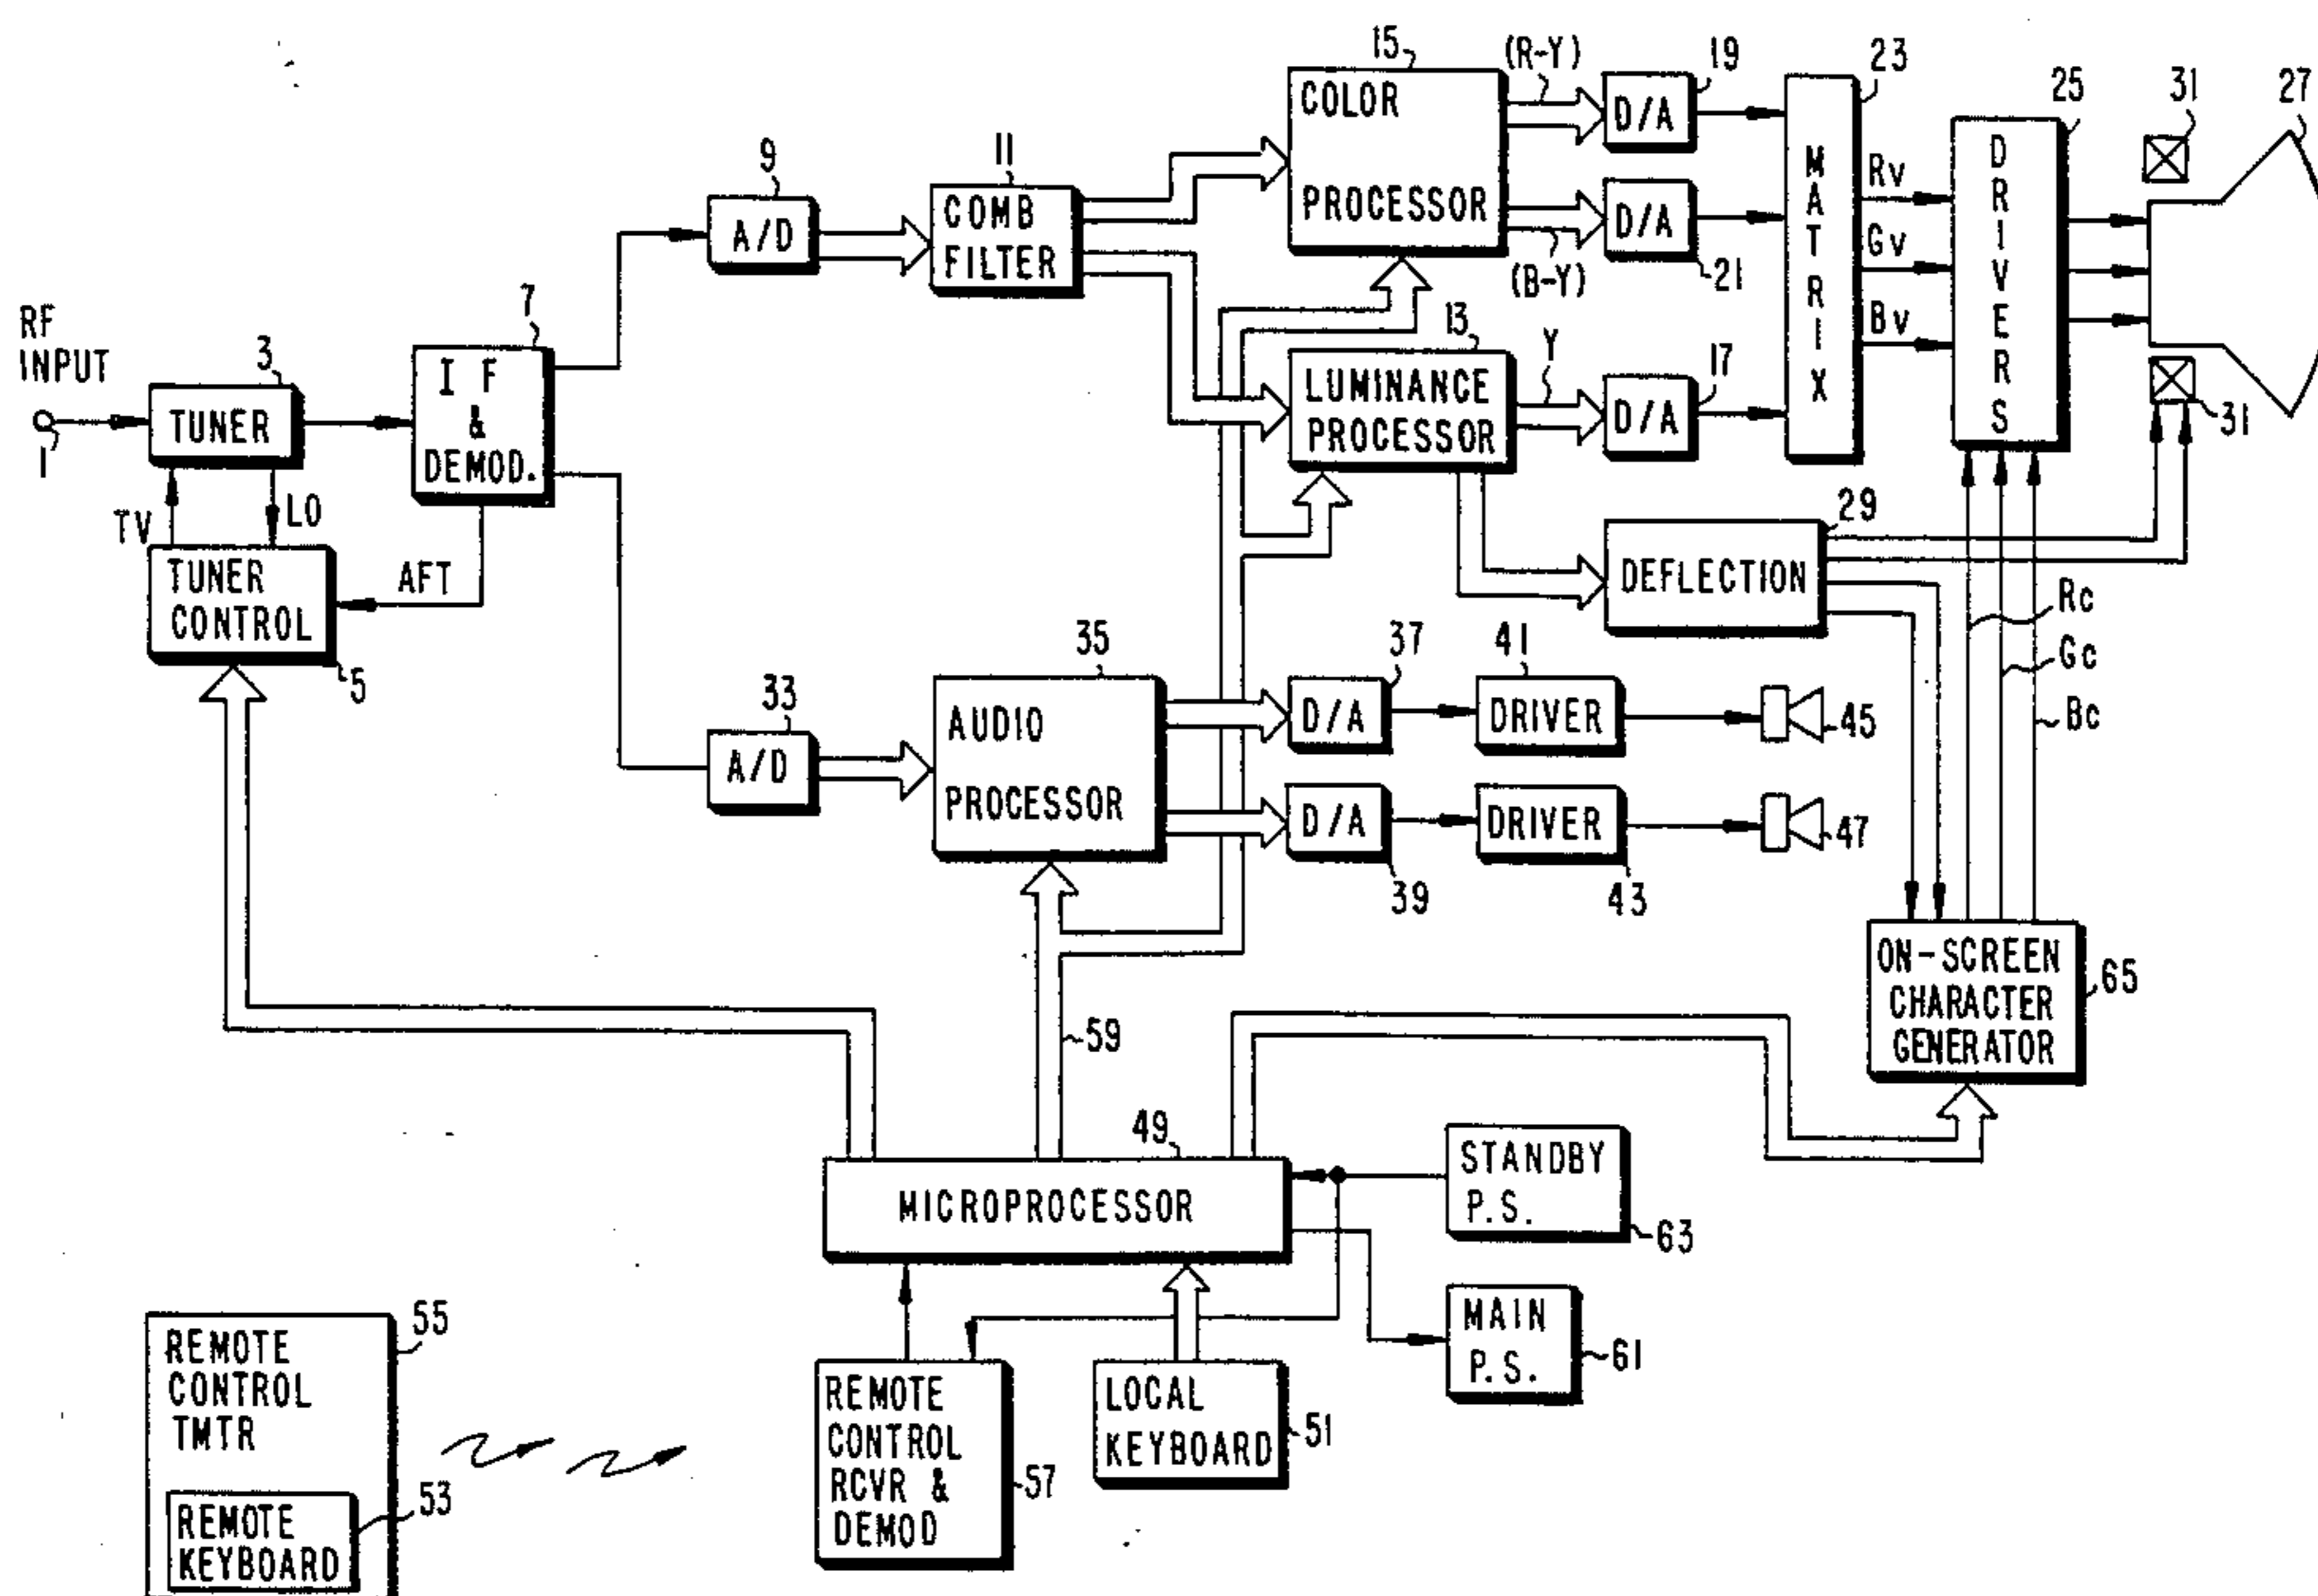 15
(R-Y)
19
23
25
31
27
COLOR
PROCESSOR
D/A
MATRIX
DRIVERS
9
11
A/D
COMB
FILTER
D/A
Rv
Gv
Bv
(B-Y)
21
RF
INPUT
1
3
TUNER
7
IF
&
DEMOD.
13
LUMINANCE
PROCESSOR
Y
D/A
17
31
TV
LO
TUNER
CONTROL
5
AFT
29
DEFLECTION
Rc
Gc
Bc
33
A/D
35
AUDIO
PROCESSOR
37
D/A
41
DRIVER
45
D/A
39
DRIVER
43
47
59
ON-SCREEN
CHARACTER
GENERATOR
65
49
MICROPROCESSOR
STANDBY
P.S.
63
MAIN
P.S.
61
55
REMOTE
CONTROL
TMTR
53
REMOTE
KEYBOARD
REMOTE
CONTROL
RCVR &
DEMOD
57
LOCAL
KEYBOARD
51